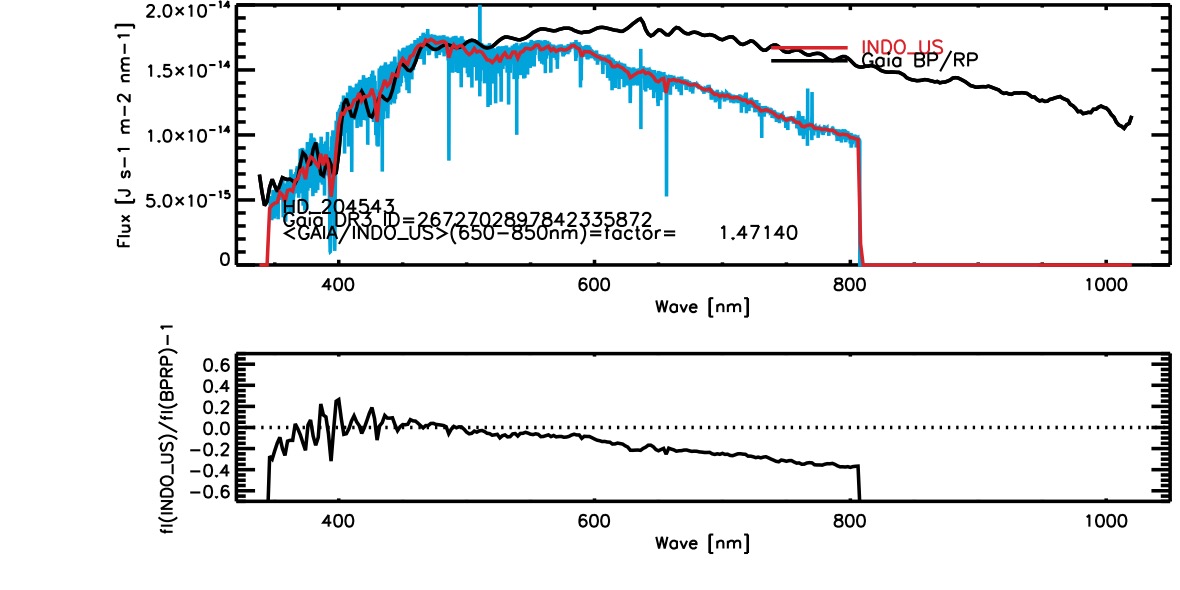 2.0×10⁻¹⁴
1.5×10⁻¹⁴
1.0×10⁻¹⁴
5.0×10⁻¹⁵
0
Flux [J s−1 m−2 nm−1]
INDO_US
Gaia BP/RP
HD_204543
Gaia DR3 ID=2672702897842335872
<GAIA/INDO_US>(650−850nm)=factor= 1.47140
400 600 800 1000
Wave [nm]
fl(INDO_US)/fl(BPRP)−1
0.6
0.4
0.2
0.0
−0.2
−0.4
−0.6
400 600 800 1000
Wave [nm]